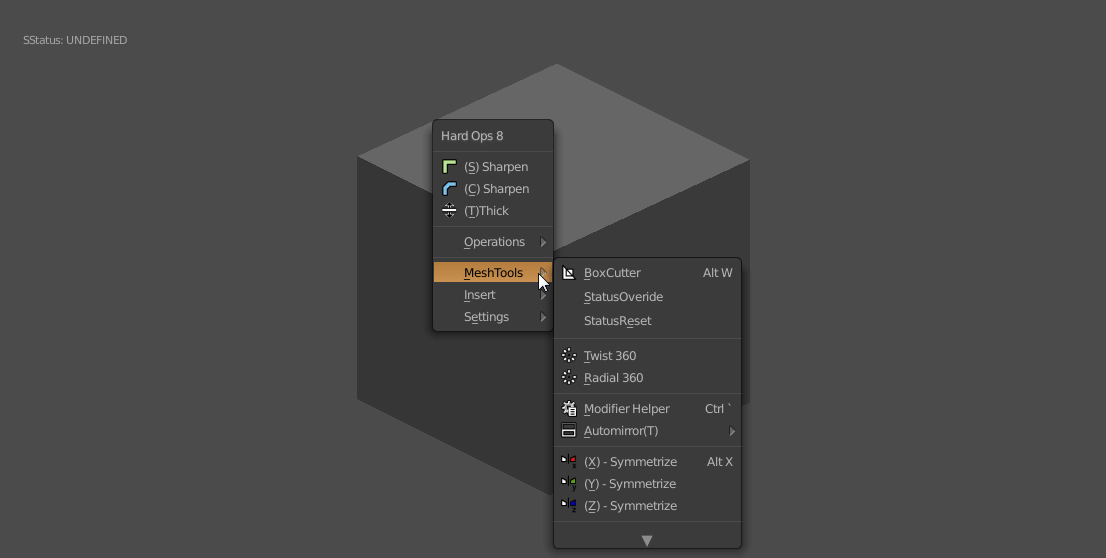 SStatus: UNDEFINED
Hard Ops 8
(S) Sharpen
(C) Sharpen
(T)Thick
Operations
MeshTools
Insert
Settings
BoxCutter Alt W
StatusOveride
StatusReset
Twist 360
Radial 360
Modifier Helper Ctrl `
Automirror(T)
(X) - Symmetrize Alt X
(Y) - Symmetrize
(Z) - Symmetrize